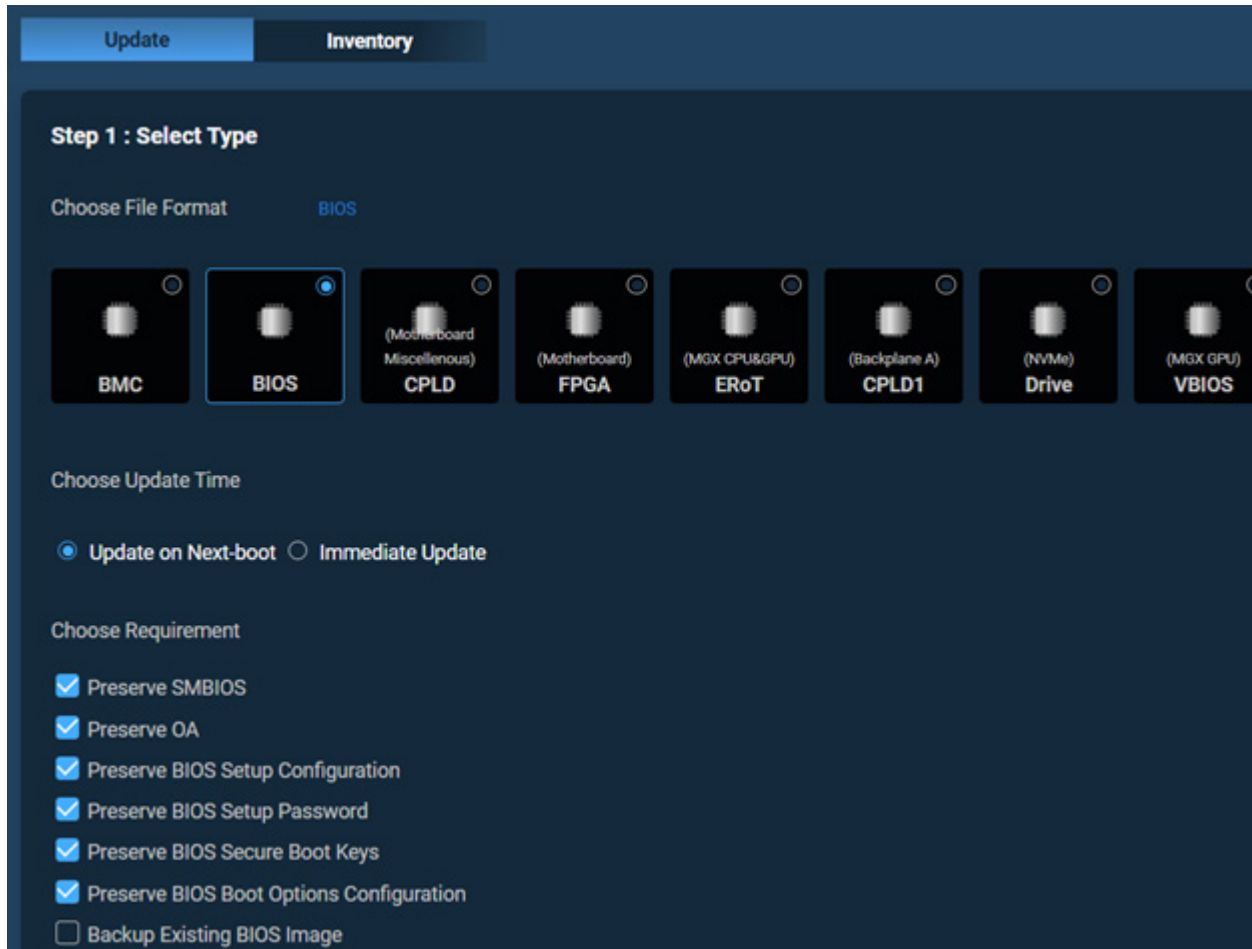 Update Inventory
Step 1 : Select Type
Choose File Format BIOS
BMC
BIOS
(Motherboard
Miscellenous)
CPLD
(Motherboard)
FPGA
(MGX CPU&GPU)
ERoT
(Backplane A)
CPLD1
(NVMe)
Drive
(MGX GPU)
VBIOS
Choose Update Time
Update on Next-boot Immediate Update
Choose Requirement
Preserve SMBIOS
Preserve OA
Preserve BIOS Setup Configuration
Preserve BIOS Setup Password
Preserve BIOS Secure Boot Keys
Preserve BIOS Boot Options Configuration
Backup Existing BIOS Image